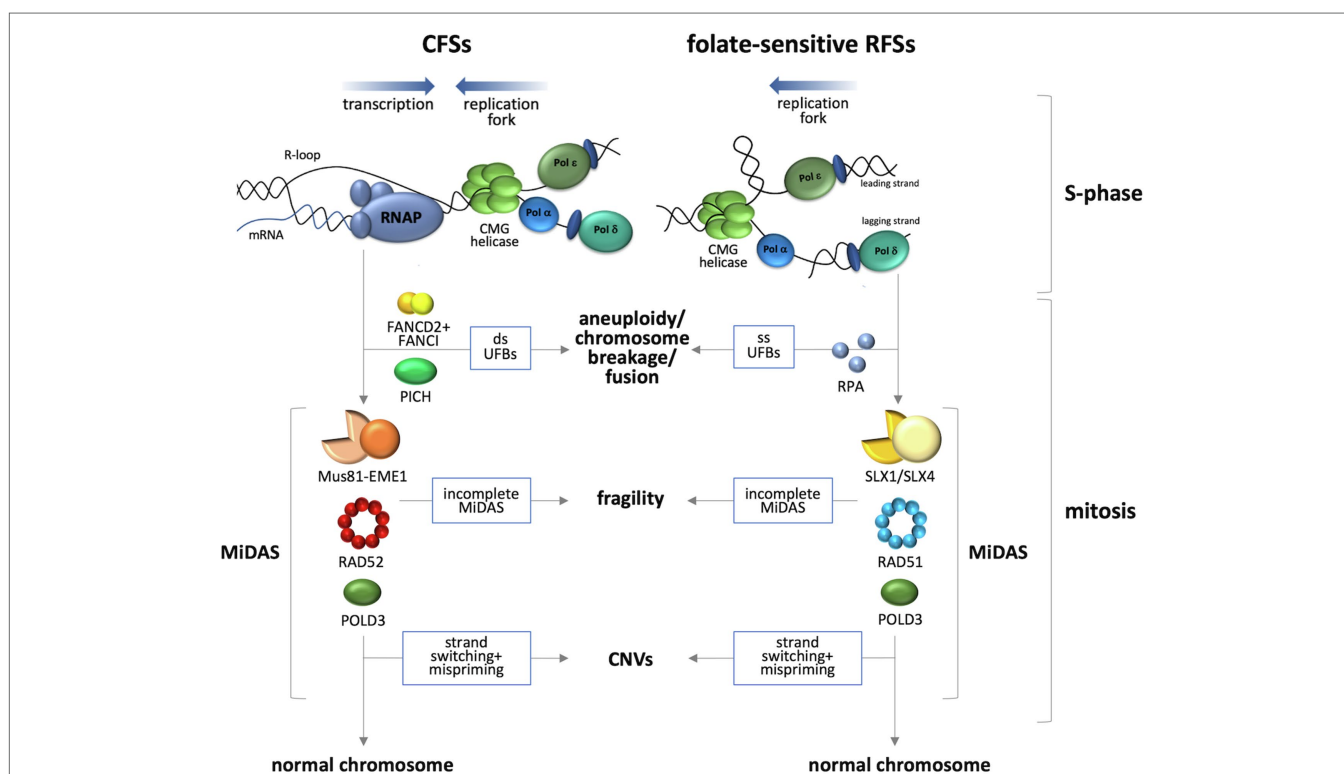 CFSs
folate-sensitive RFSs
transcription
replication
fork
replication
fork
S-phase
R-loop
mRNA
RNAP
CMG
helicase
Pol ε
Pol α
Pol δ
CMG
helicase
Pol ε
leading strand
lagging strand
Pol α
Pol δ
FANCD2+
FANCI
PICH
ds
UFBs
aneuploidy/
chromosome
breakage/
fusion
ss
UFBs
RPA
mitosis
MiDAS
Mus81-EME1
RAD52
POLD3
incomplete
MiDAS
fragility
incomplete
MiDAS
SLX1/SLX4
RAD51
POLD3
MiDAS
strand
switching+
mispriming
CNVs
strand
switching+
mispriming
normal chromosome
normal chromosome